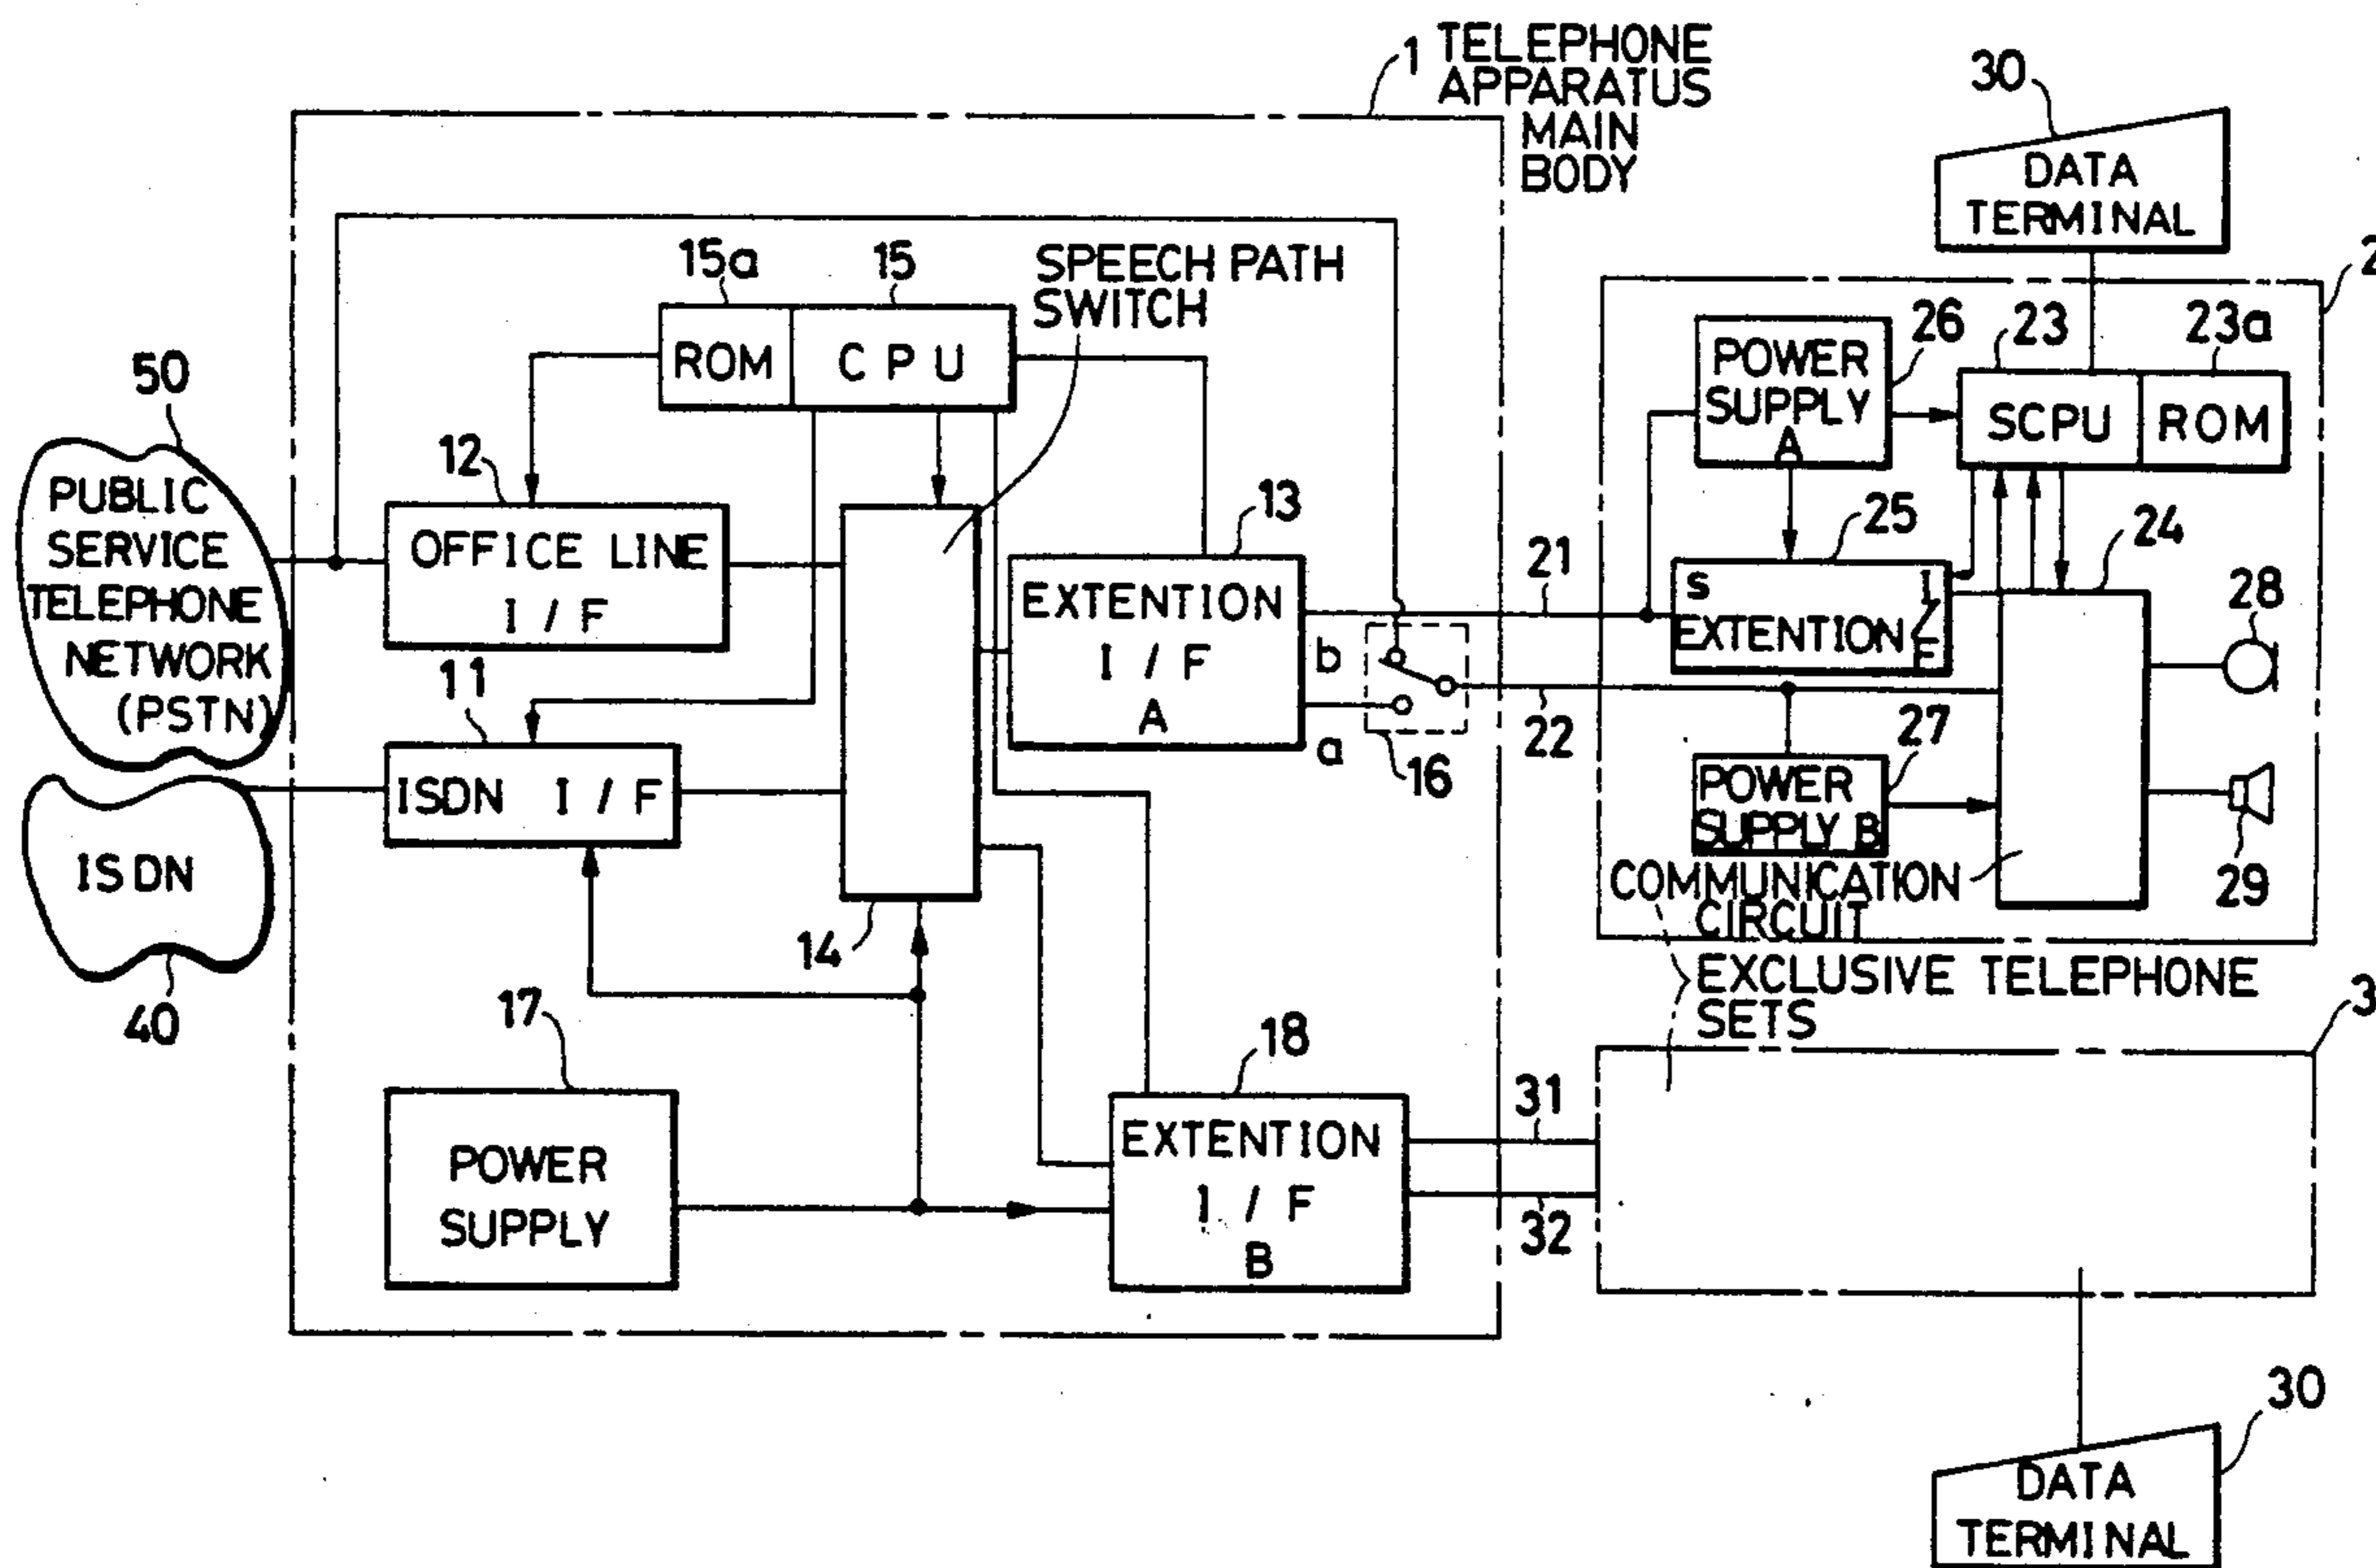 1 TELEPHONE
APPARATUS
MAIN
BODY
30
DATA
TERMINAL
2
15a
15
SPEECH PATH
SWITCH
ROM
CPU
50
PUBLIC
SERVICE
TELEPHONE
NETWORK
(PSTN)
12
OFFICE LINE
I/F
11
ISDN I/F
ISDN
40
13
EXTENTION
I/F
A
b
a
16
21
22
26
POWER
SUPPLY
A
23
23a
SCPU
ROM
25
S
EXTENTION
I/F
24
28
27
POWER
SUPPLY B
29
COMMUNICATION
CIRCUIT
EXCLUSIVE TELEPHONE
SETS
14
17
POWER
SUPPLY
18
EXTENTION
I/F
B
31
32
3
30
DATA
TERMINAL